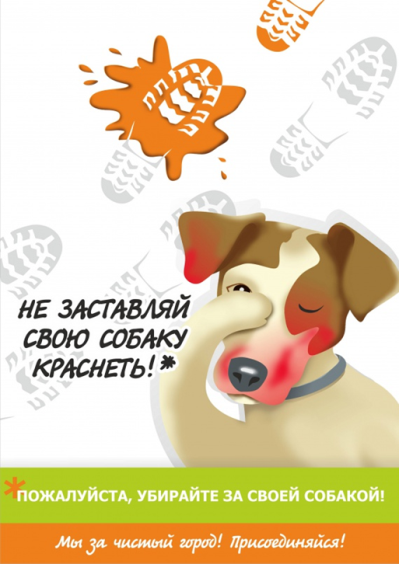 НЕ ЗАСТАВЛЯЙ
СВОЮ СОБАКУ
КРАСНЕТЬ!*
*ПОЖАЛУЙСТА, УБИРАЙТЕ ЗА СВОЕЙ СОБАКОЙ!
Мы за чистый город! Присоединяйся!